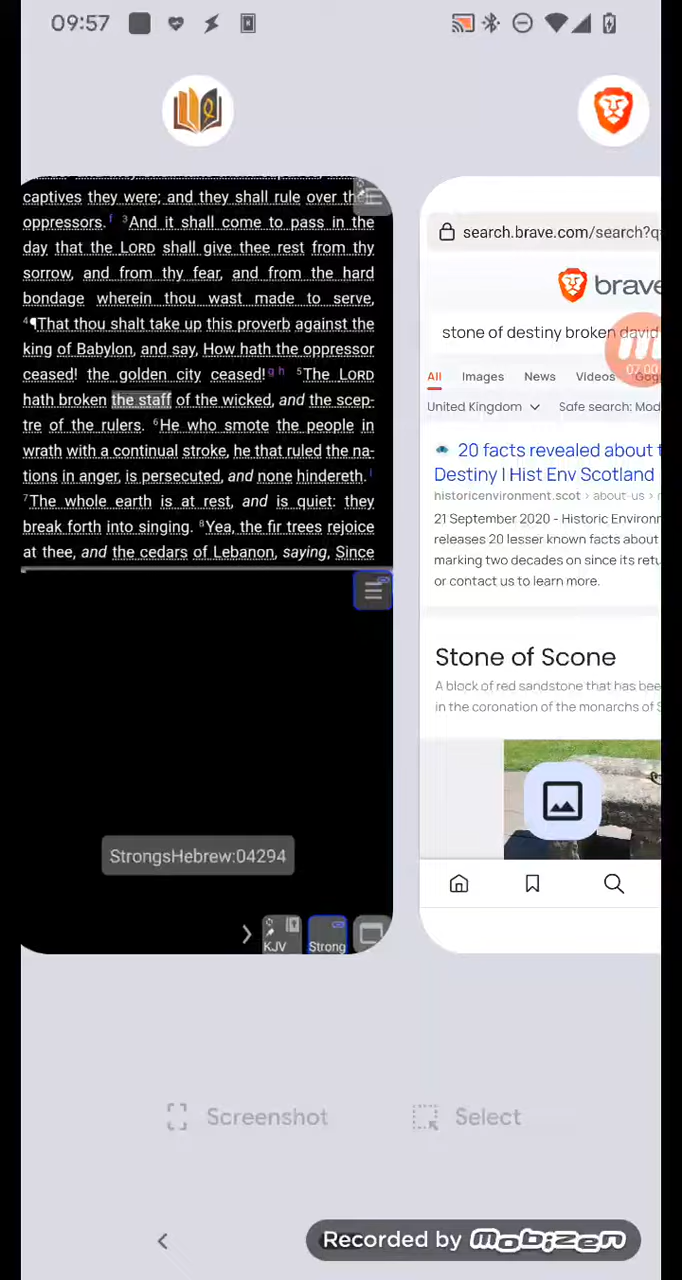 09:57
captives they were; and they shall rule over their
oppressors. f 3And it shall come to pass in the
day that the LORD shall give thee rest from thy
sorrow, and from thy fear, and from the hard
bondage wherein thou wast made to serve,
4¶That thou shalt take up this proverb against the
king of Babylon, and say, How hath the oppressor
ceased! the golden city ceased! g h 5The LORD
hath broken the staff of the wicked, and the scep-
tre of the rulers. 6He who smote the people in
wrath with a continual stroke, he that ruled the na-
tions in anger, is persecuted, and none hindereth. i
7The whole earth is at rest, and is quiet: they
break forth into singing. 8Yea, the fir trees rejoice
at thee, and the cedars of Lebanon, saying, Since
StrongsHebrew:04294
KJV
Strong
search.brave.com/search?q
brave
stone of destiny broken david
07:00
All Images News Videos
United Kingdom Safe search: Mod
20 facts revealed about t
Destiny | Hist Env Scotland
historicenvironment.scot › about-us › n
21 September 2020 - Historic Environ
releases 20 lesser known facts about
marking two decades on since its retu
or contact us to learn more.
Stone of Scone
A block of red sandstone that has bee
in the coronation of the monarchs of S
Screenshot
Select
Recorded by mobizen